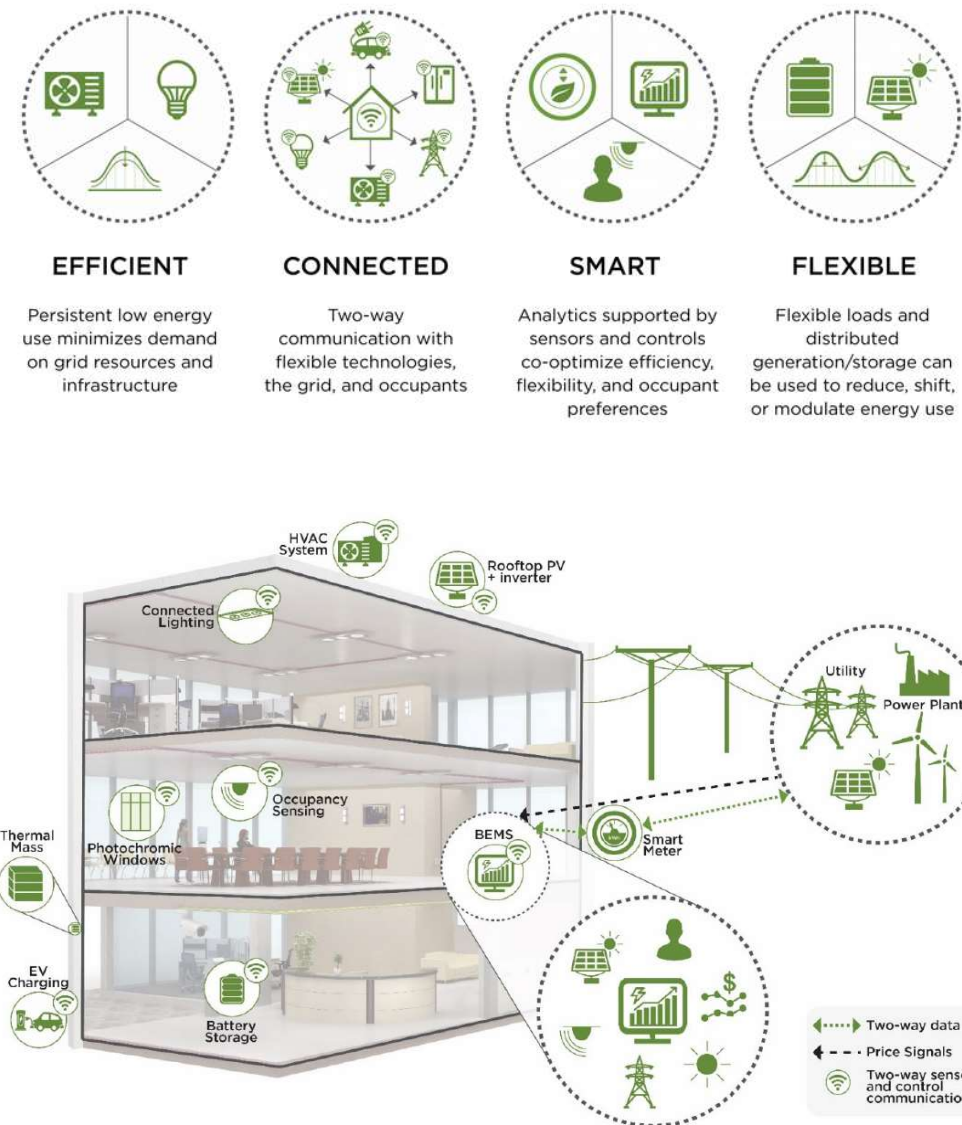 EFFICIENT
Persistent low energy
use minimizes demand
on grid resources and
infrastructure
CONNECTED
Two-way
communication with
flexible technologies,
the grid, and occupants
SMART
Analytics supported by
sensors and controls
co-optimize efficiency,
flexibility, and occupant
preferences
FLEXIBLE
Flexible loads and
distributed
generation/storage can
be used to reduce, shift,
or modulate energy use
HVAC
System
Rooftop PV
+ inverter
Connected
Lighting
Utility
Power Plant
Occupancy
Sensing
Photochromic
Windows
Thermal
Mass
BEMS
Smart
Meter
EV
Charging
Battery
Storage
$
Two-way data
Price Signals
Two-way
and control